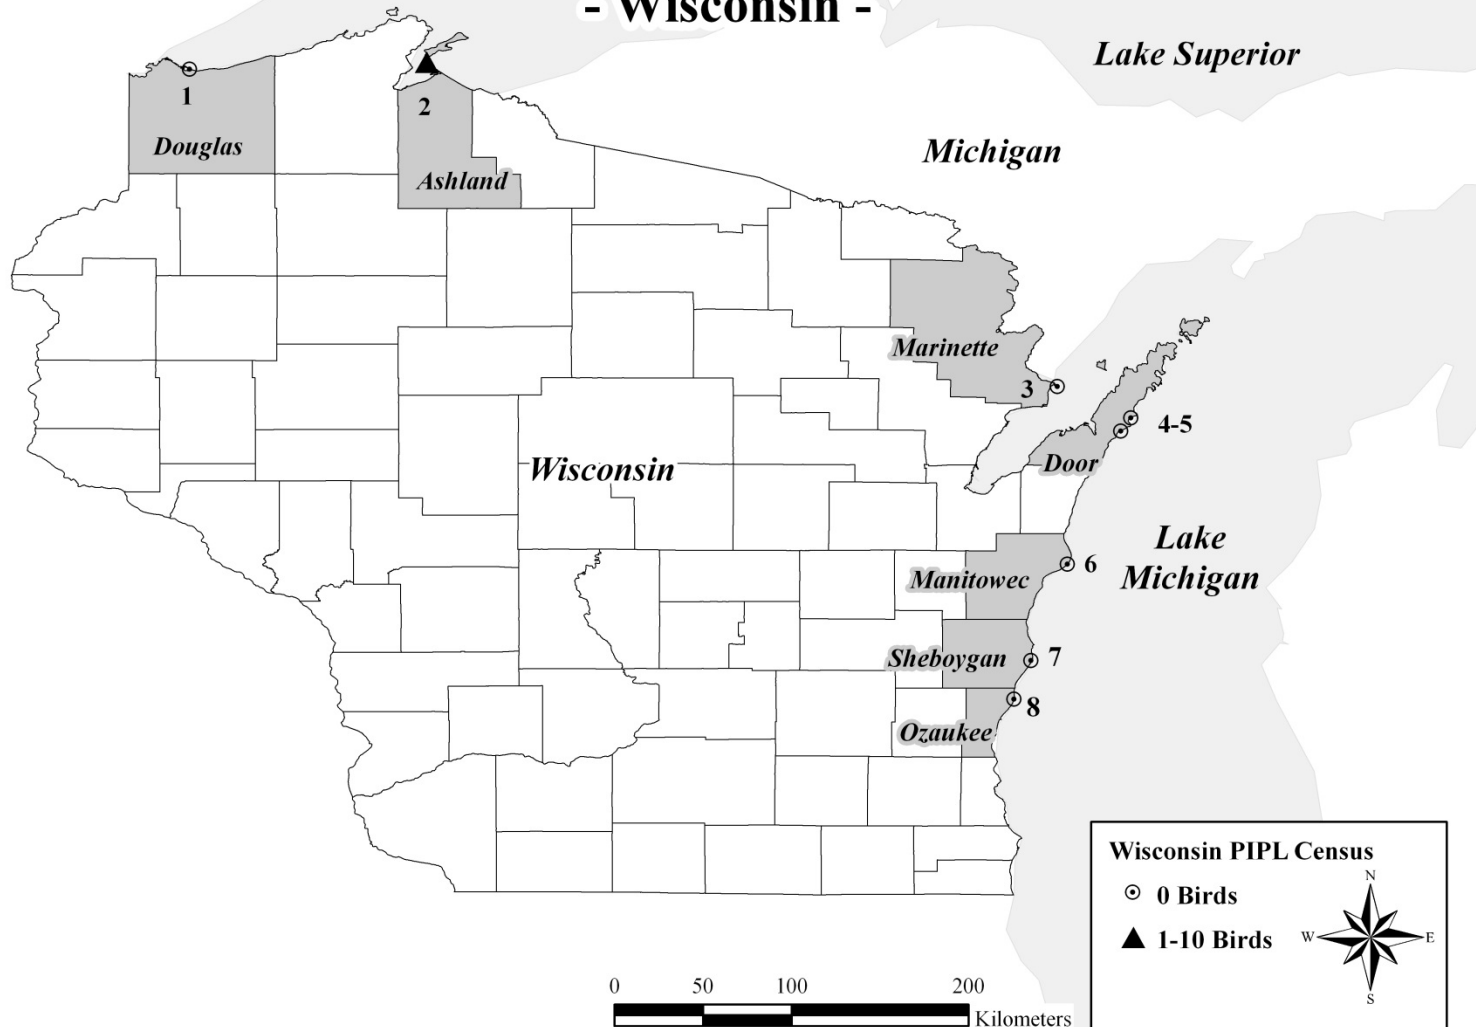 - Wisconsin -
Lake Superior
1
2
Douglas
Michigan
Ashland
Marinette
3
4-5
Door
Wisconsin
Lake
Michigan
6
Manitowec
Sheboygan
7
8
Ozaukee
Wisconsin PIPL Census
0 Birds
1-10 Birds
N
W
E
S
0 50 100 200
Kilometers